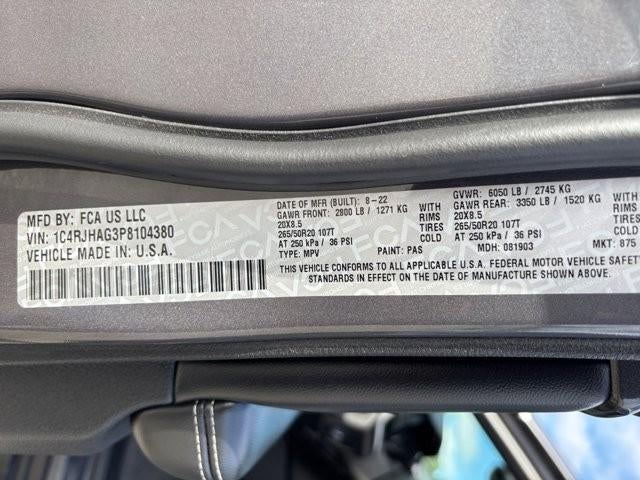 MFD BY: FCA US LLC
VIN: 1C4RJHAG3P8104380
VEHICLE MADE IN: U.S.A.
DATE OF MFR (BUILT): 8-22
GAWR FRONT: 2800 LB / 1271 KG WITH
20X8.5 RIMS
265/50R20 107T TIRES
AT 250 kPa / 36 PSI COLD
TYPE: MPV PAINT: PAS
GVWR: 6050 LB / 2745 KG
GAWR REAR: 3350 LB / 1520 KG WITH
20X8.5 RIMS
265/50R20 107T TIRES
AT 250 kPa / 36 PSI COLD
MDH: 081903 MKT: 875
THIS VEHICLE CONFORMS TO ALL APPLICABLE U.S.A. FEDERAL MOTOR VEHICLE SAFETY
STANDARDS IN EFFECT ON THE DATE OF MANUFACTURE SHOWN ABOVE.